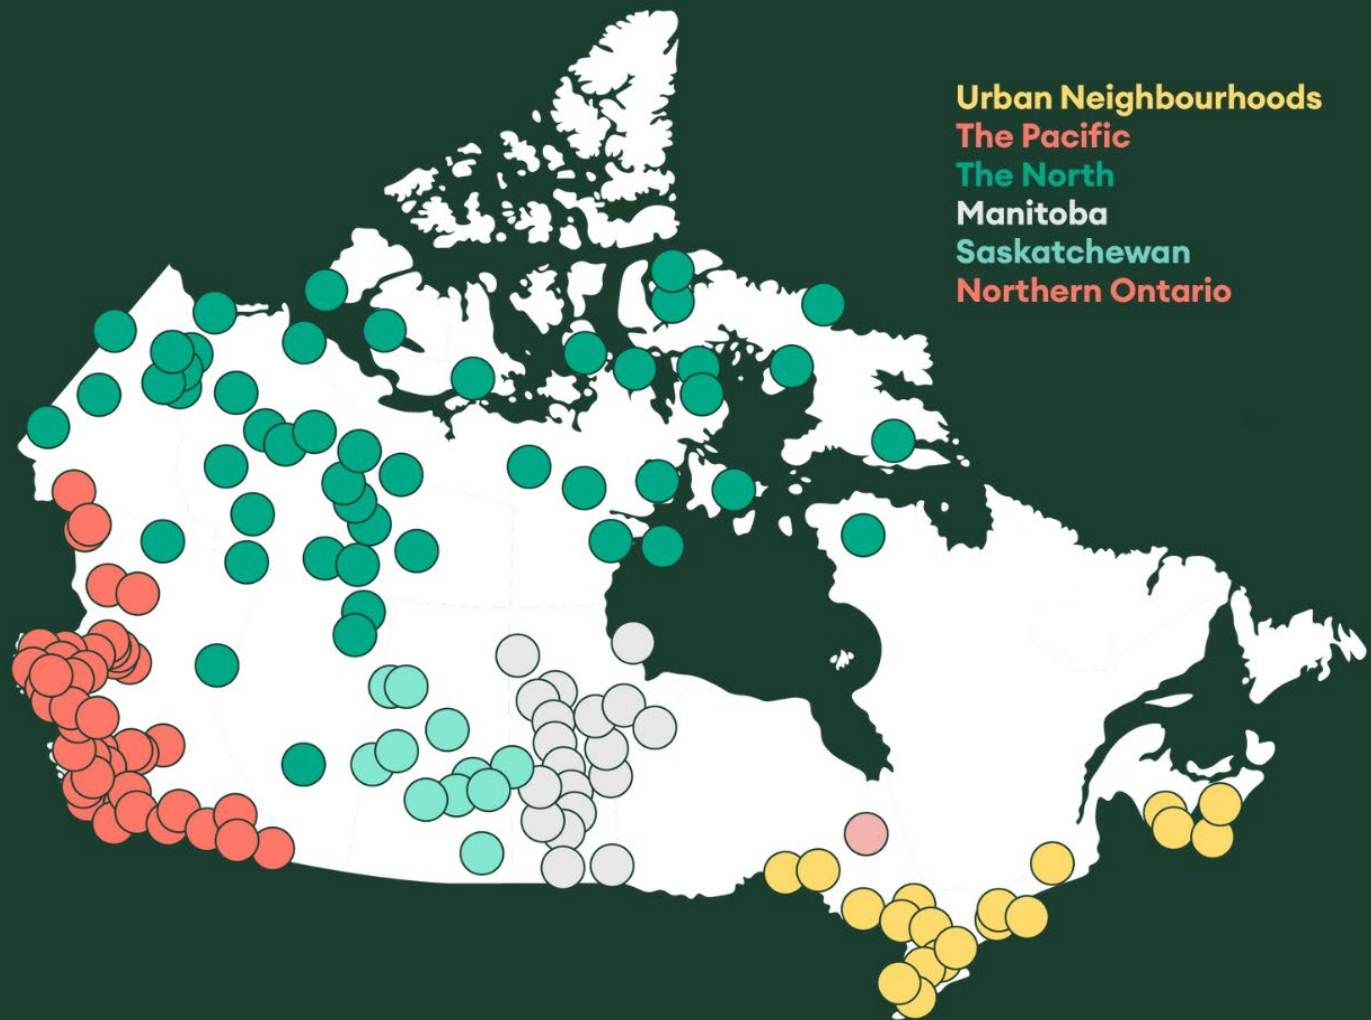 Urban Neighbourhoods
The Pacific
The North
Manitoba
Saskatchewan
Northern Ontario